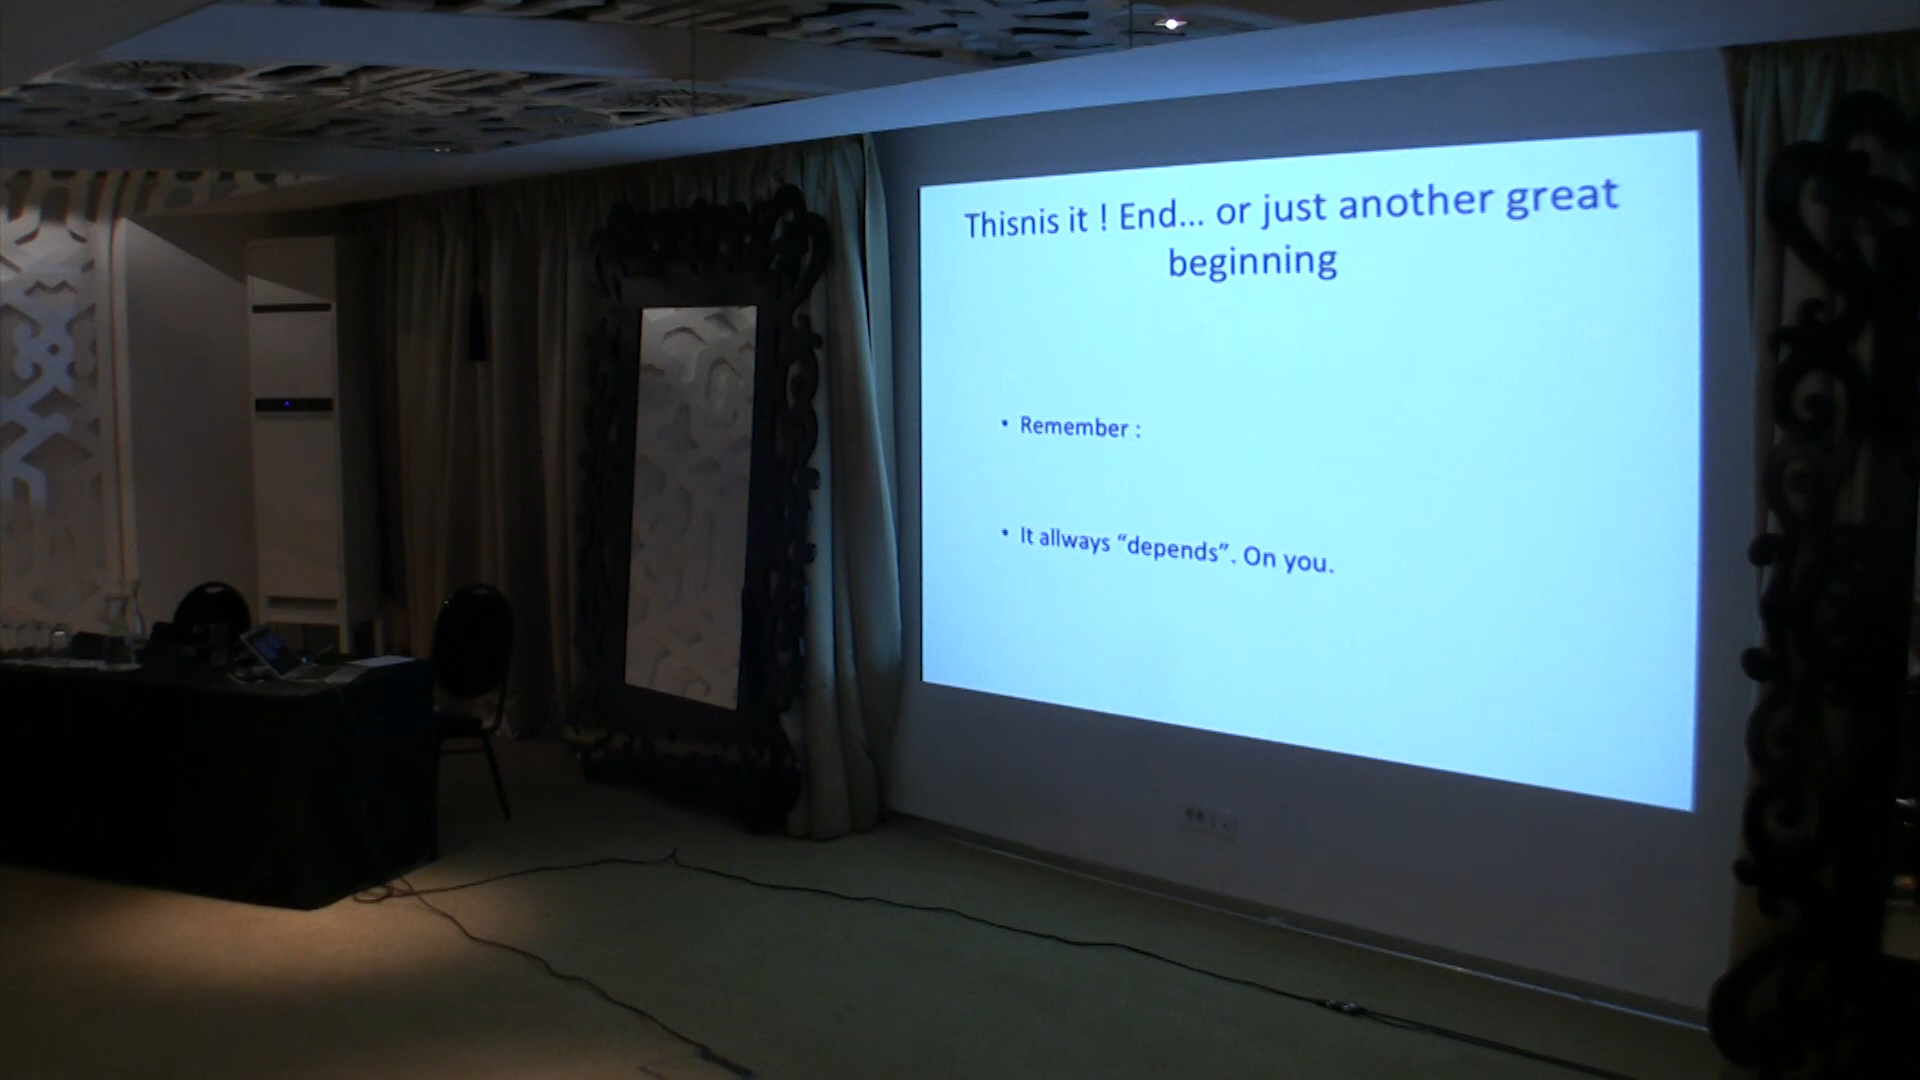 Thisnis it ! End... or just another great
beginning
• Remember :
• It allways “depends”. On you.